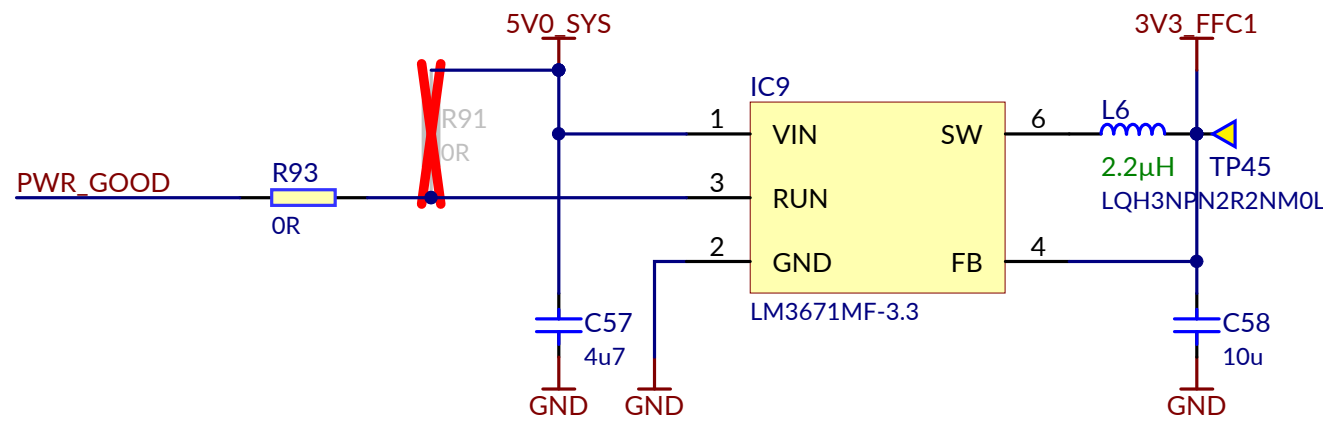 5V0_SYS
3V3_FFC1
IC9
R91
0R
1
VIN
SW
6
L6
2.2µH
TP45
LQH3NPN2R2NM0L
PWR_GOOD
R93
0R
3
RUN
2
GND
FB
4
LM3671MF-3.3
C57
4u7
C58
10u
GND
GND
GND